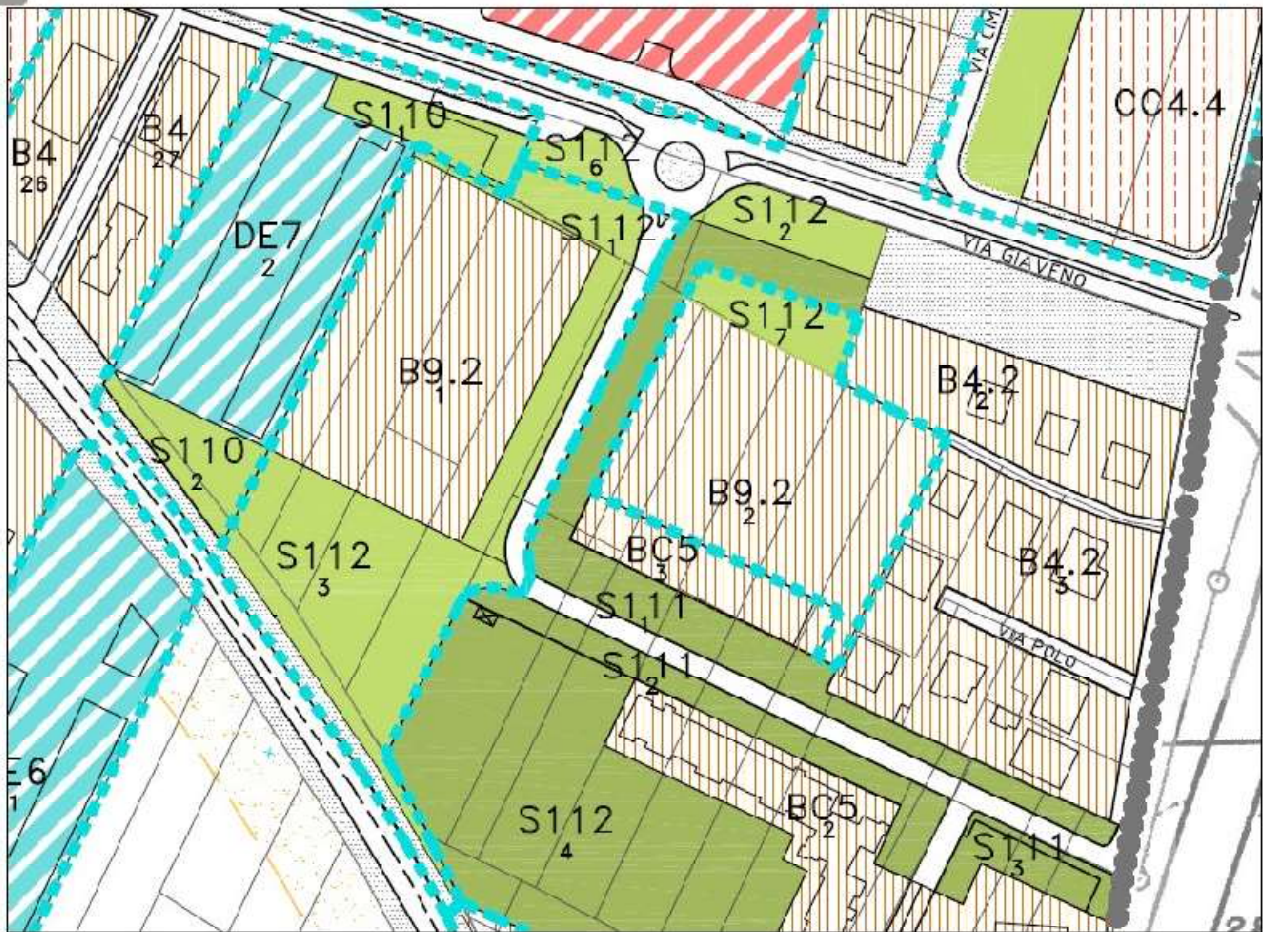 VIA CIM
CC4.4
S110
1
B4
27
B4
26
S112
6
S112
1
S112
2
DE7
2
VIA GIAVENO
S112
7
B9.2
1
B4.2
2
S110
2
B9.2
2
S112
3
BC5
3
B4.2
3
S111
1
VIA POLO
S111
2
E6
1
S112
4
BC5
2
S111
3